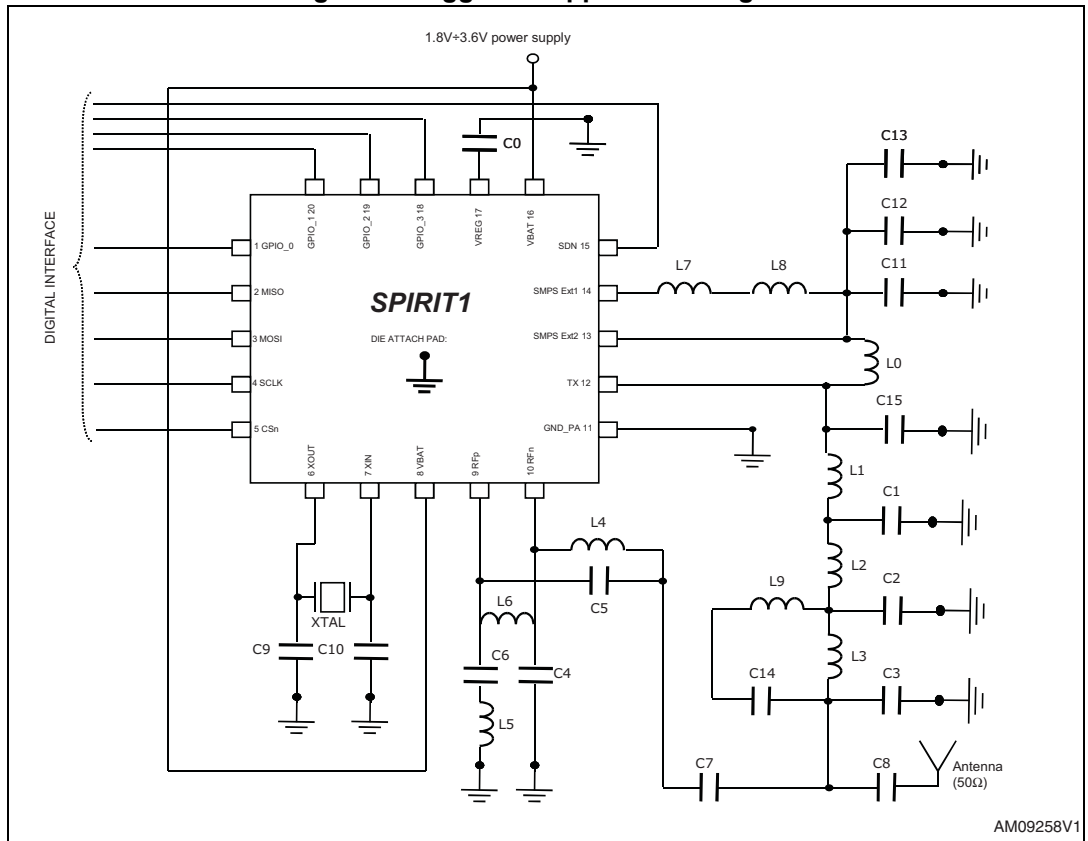 1.8V÷3.6V power supply
C0
C13
DIGITAL INTERFACE
GPIO_1 20
GPIO_2 19
GPIO_3 18
VREG 17
VBAT 16
C12
1 GPIO_0
SDN 15
L7
L8
C11
2 MISO
SPIRIT1
SMPS Ext1 14
3 MOSI
DIE ATTACH PAD:
SMPS Ext2 13
L0
4 SCLK
TX 12
C15
5 CSn
GND_PA 11
6 XOUT
7 XIN
8 VBAT
9 RFp
10 RFn
L1
C1
L4
L2
C2
L9
C5
L6
XTAL
C9
C10
C6
C4
L3
C3
C14
L5
C7
C8
Antenna
(50Ω)
AM09258V1